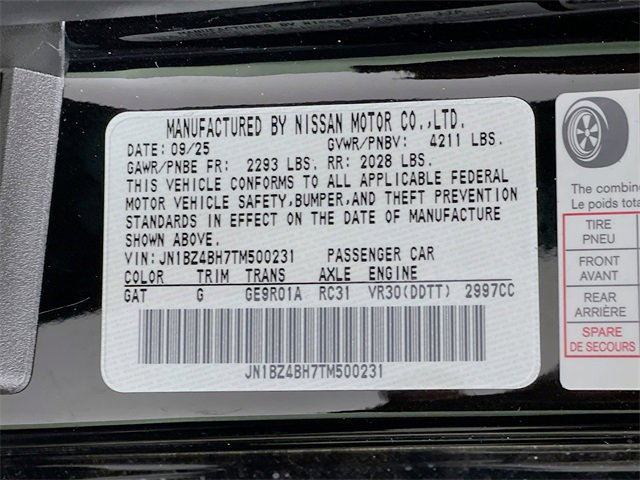 MANUFACTURED BY NISSAN MOTOR CO.,LTD.
DATE: 09/25 GVWR/PNBV: 4211 LBS.
GAWR/PNBE FR: 2293 LBS. RR: 2028 LBS.
THIS VEHICLE CONFORMS TO ALL APPLICABLE FEDERAL
MOTOR VEHICLE SAFETY,BUMPER,AND THEFT PREVENTION
STANDARDS IN EFFECT ON THE DATE OF MANUFACTURE
SHOWN ABOVE.
VIN:JN1BZ4BH7TM500231 PASSENGER CAR
COLOR TRIM TRANS AXLE ENGINE
GAT G GE9R01A RC31 VR30(DDTT) 2997CC
JN1BZ4BH7TM500231
The combine
Le poids tota
TIRE
PNEU
FRONT
AVANT
REAR
ARRIÈRE
SPARE
DE SECOURS